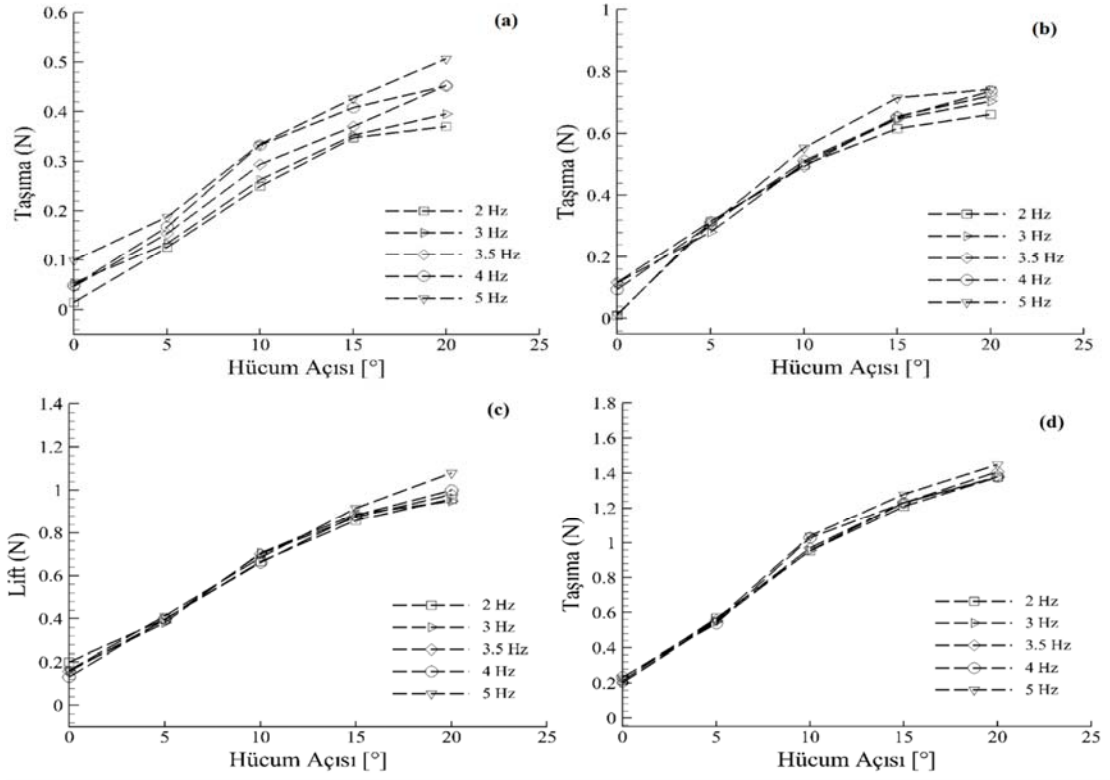 (a)
Taşıma (N)
0.6
0.5
0.4
0.3
0.2
0.1
0
2 Hz
3 Hz
3.5 Hz
4 Hz
5 Hz
0 5 10 15 20 25
Hücum Açısı [°]
(b)
Taşıma (N)
1
0.8
0.6
0.4
0.2
0
2 Hz
3 Hz
3.5 Hz
4 Hz
5 Hz
0 5 10 15 20 25
Hücum Açısı [°]
(c)
Lift (N)
1.4
1.2
1
0.8
0.6
0.4
0.2
0
2 Hz
3 Hz
3.5 Hz
4 Hz
5 Hz
0 5 10 15 20 25
Hücum Açısı [°]
(d)
Taşıma (N)
1.8
1.6
1.4
1.2
1
0.8
0.6
0.4
0.2
0
2 Hz
3 Hz
3.5 Hz
4 Hz
5 Hz
0 5 10 15 20 25
Hücum Açısı [°]